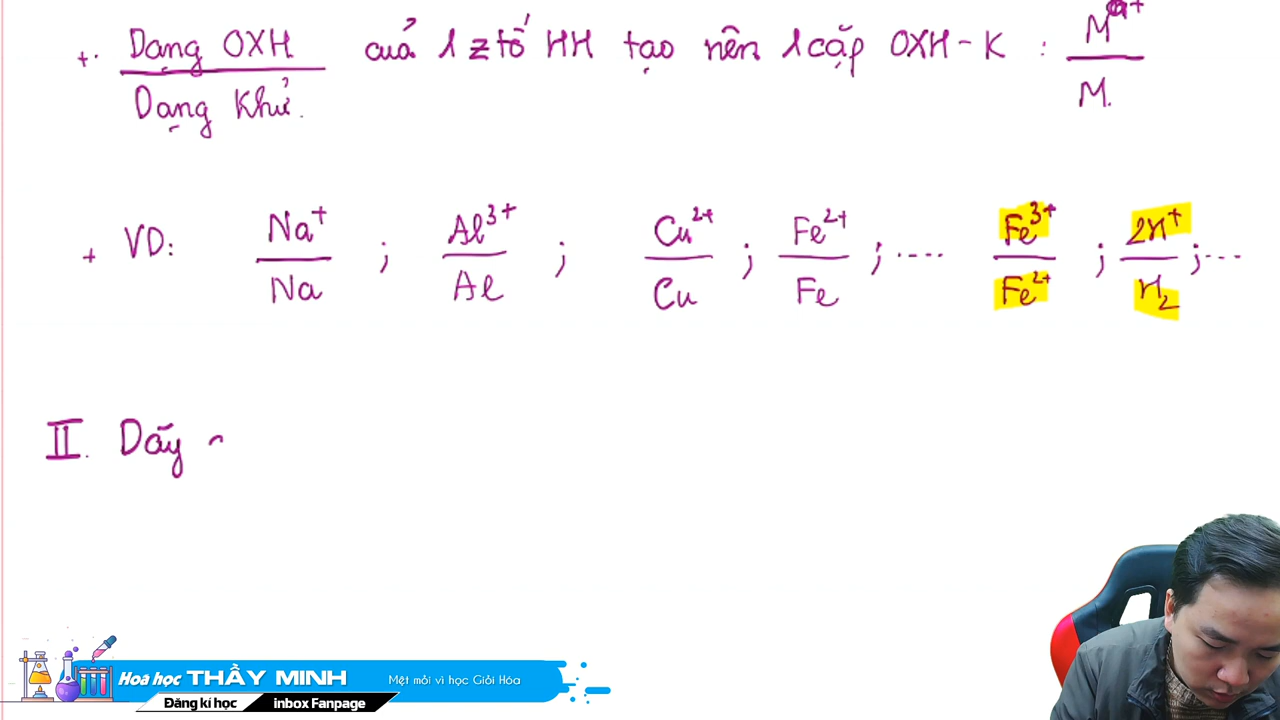 +. Dạng OXH / Dạng Khử. của 1 ztố HH tạo nên 1 cặp OXH-K : Mⁿ⁺ / M.
+ VD: Na⁺ / Na ; Al³⁺ / Al ; Cu²⁺ / Cu ; Fe²⁺ / Fe ; .... Fe³⁺ / Fe²⁺ ; 2H⁺ / H₂ ; ...
II. Dãy
Hoá học THẦY MINH
Mệt mỏi vì học Giỏi Hóa
Đăng kí học inbox Fanpage